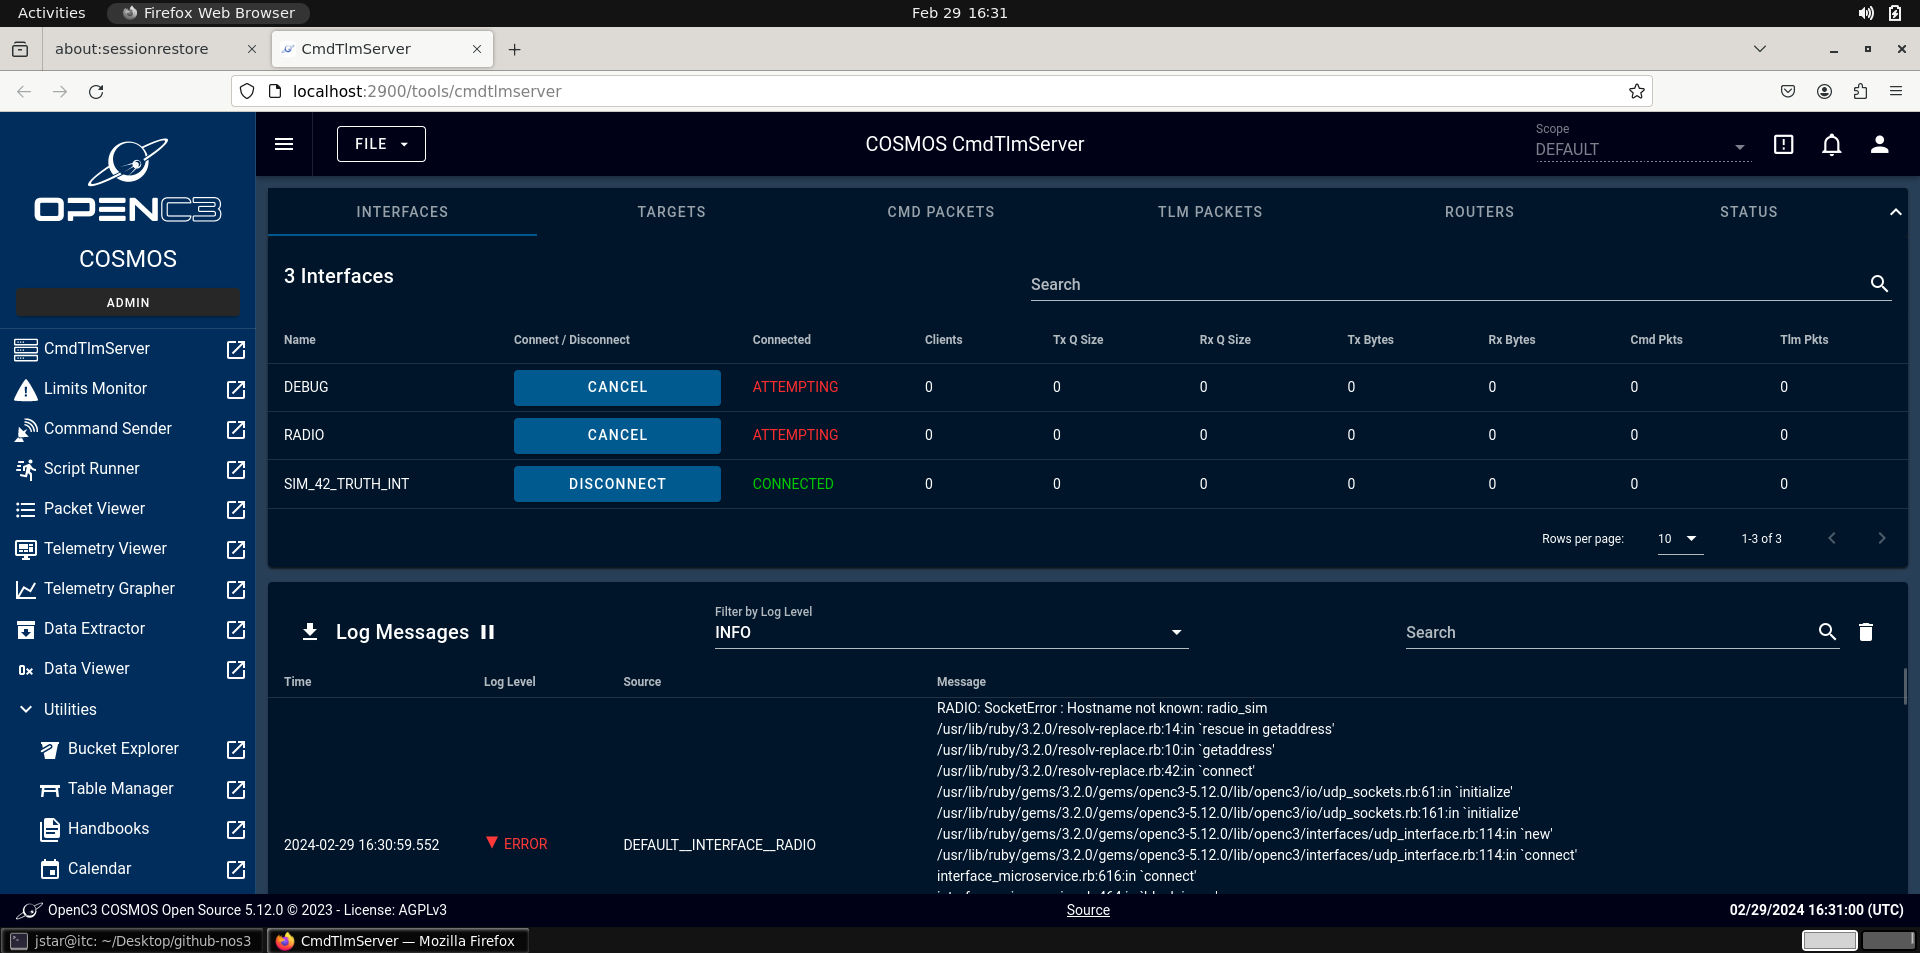 Activities
Firefox Web Browser
Feb 29 16:31
about:sessionrestore
CmdTlmServer
localhost:2900/tools/cmdtlmserver
OPENC3
COSMOS
ADMIN
CmdTlmServer
Limits Monitor
Command Sender
Script Runner
Packet Viewer
Telemetry Viewer
Telemetry Grapher
Data Extractor
0x Data Viewer
Utilities
Bucket Explorer
Table Manager
Handbooks
Calendar
FILE
COSMOS CmdTlmServer
Scope
DEFAULT
INTERFACES TARGETS CMD PACKETS TLM PACKETS ROUTERS STATUS
3 Interfaces
Search
Name Connect / Disconnect Connected Clients Tx Q Size Rx Q Size Tx Bytes Rx Bytes Cmd Pkts Tlm Pkts
DEBUG CANCEL ATTEMPTING 0 0 0 0 0 0 0
RADIO CANCEL ATTEMPTING 0 0 0 0 0 0 0
SIM_42_TRUTH_INT DISCONNECT CONNECTED 0 0 0 0 0 0 0
Rows per page: 10 1-3 of 3
Log Messages
Filter by Log Level
INFO
Search
Time Log Level Source Message
2024-02-29 16:30:59.552 ERROR DEFAULT__INTERFACE__RADIO
RADIO: SocketError : Hostname not known: radio_sim
/usr/lib/ruby/3.2.0/resolv-replace.rb:14:in `rescue in getaddress'
/usr/lib/ruby/3.2.0/resolv-replace.rb:10:in `getaddress'
/usr/lib/ruby/3.2.0/resolv-replace.rb:42:in `connect'
/usr/lib/ruby/gems/3.2.0/gems/openc3-5.12.0/lib/openc3/io/udp_sockets.rb:61:in `initialize'
/usr/lib/ruby/gems/3.2.0/gems/openc3-5.12.0/lib/openc3/io/udp_sockets.rb:161:in `initialize'
/usr/lib/ruby/gems/3.2.0/gems/openc3-5.12.0/lib/openc3/interfaces/udp_interface.rb:114:in `new'
/usr/lib/ruby/gems/3.2.0/gems/openc3-5.12.0/lib/openc3/interfaces/udp_interface.rb:114:in `connect'
interface_microservice.rb:616:in `connect'
OpenC3 COSMOS Open Source 5.12.0 © 2023 - License: AGPLv3
Source
02/29/2024 16:31:00 (UTC)
jstar@itc: ~/Desktop/github-nos3
CmdTlmServer — Mozilla Firefox